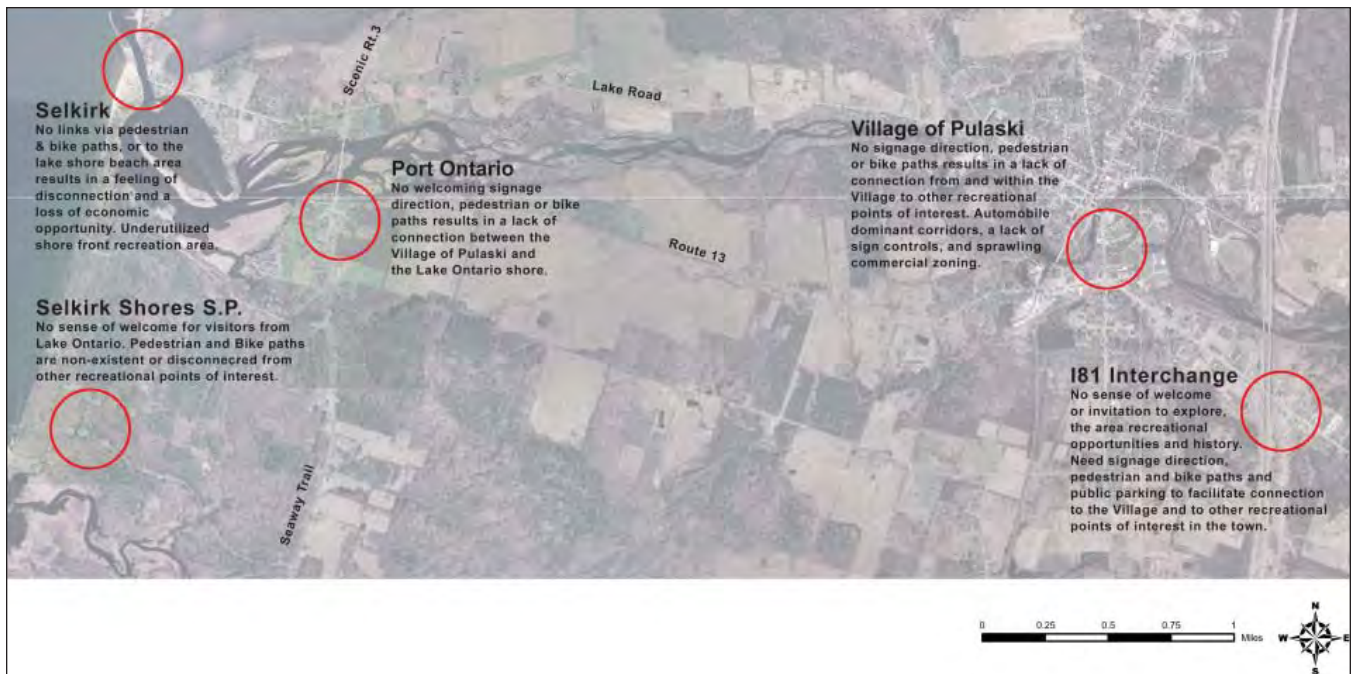 Selkirk
No links via pedestrian
& bike paths, or to the
lake shore beach area
results in a feeling of
disconnection and a
loss of economic
opportunity. Underutilized
shore front recreation area.
Scenic Rt.3
Lake Road
Port Ontario
No welcoming signage
direction, pedestrian or bike
paths results in a lack of
connection between the
Village of Pulaski and
the Lake Ontario shore.
Route 13
Village of Pulaski
No signage direction, pedestrian
or bike paths results in a lack of
connection from and within the
Village to other recreational
points of interest. Automobile
dominant corridors, a lack of
sign controls, and sprawling
commercial zoning.
Selkirk Shores S.P.
No sense of welcome for visitors from
Lake Ontario. Pedestrian and Bike paths
are non-existent or disconnecred from
other recreational points of interest.
Seaway Trail
I81 Interchange
No sense of welcome
or invitation to explore,
the area recreational
opportunities and history.
Need signage direction,
pedestrian and bike paths and
public parking to facilitate connection
to the Village and to other recreational
points of interest in the town.
0 0.25 0.5 0.75 1
Miles
N
W E
S